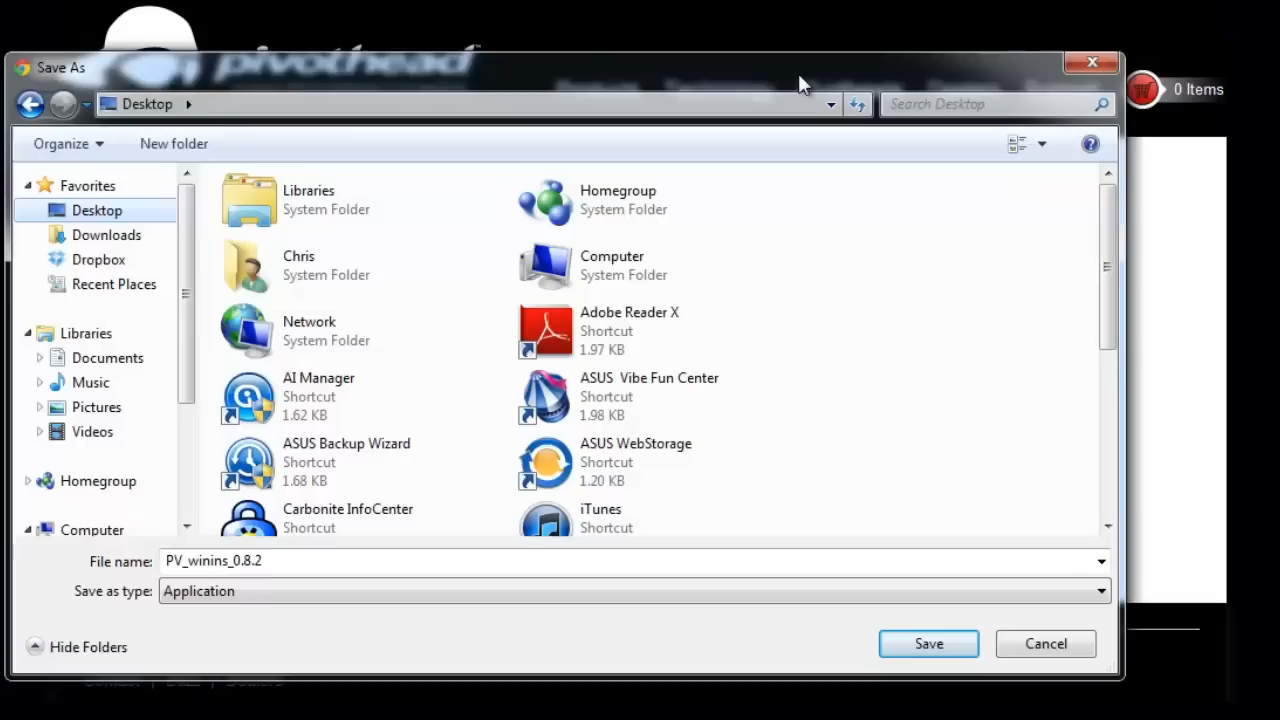 pivothead
Save As
Desktop
Search Desktop
0 Items
Organize
New folder
Favorites
Desktop
Downloads
Dropbox
Recent Places
Libraries
Documents
Music
Pictures
Videos
Homegroup
Computer
Libraries
System Folder
Homegroup
System Folder
Chris
System Folder
Computer
System Folder
Network
System Folder
Adobe Reader X
Shortcut
1.97 KB
AI Manager
Shortcut
1.62 KB
ASUS Vibe Fun Center
Shortcut
1.98 KB
ASUS Backup Wizard
Shortcut
1.68 KB
ASUS WebStorage
Shortcut
1.20 KB
Carbonite InfoCenter
Shortcut
iTunes
Shortcut
File name: PV_winins_0.8.2
Save as type: Application
Hide Folders
Save
Cancel